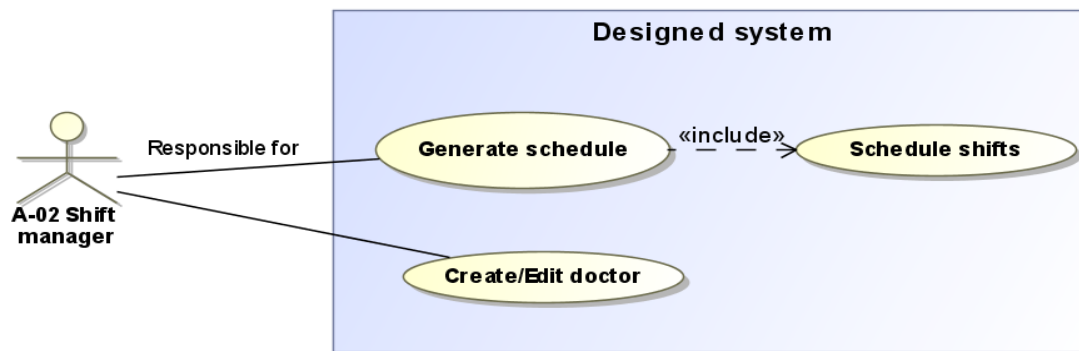 Designed system
Responsible for
Generate schedule
«include»
Schedule shifts
A-02 Shift
manager
Create/Edit doctor